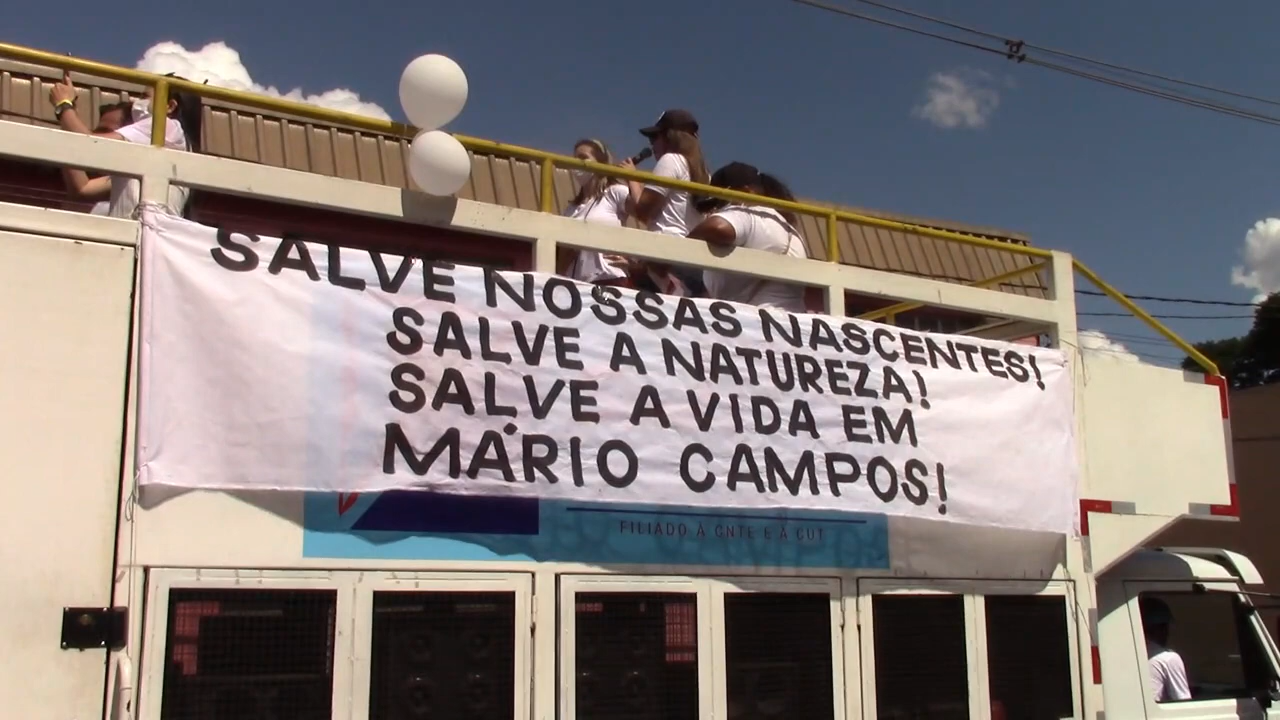 SALVE NOSSAS NASCENTES!
SALVE A NATUREZA!
SALVE A VIDA EM
MÁRIO CAMPOS!
FILIADO À CNTE E À CUT